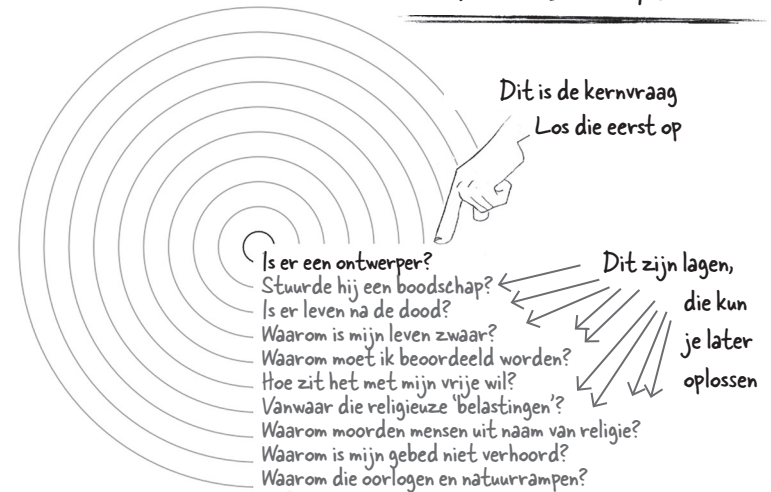 Dit is de kernvraag
Los die eerst op
Is er een ontwerper?
Stuurde hij een boodschap?
Is er leven na de dood?
Waarom is mijn leven zwaar?
Waarom moet ik beoordeeld worden?
Hoe zit het met mijn vrije wil?
Vanwaar die religieuze 'belastingen'?
Waarom moorden mensen uit naam van religie?
Waarom is mijn gebed niet verhoord?
Waarom die oorlogen en natuurrampen?
Dit zijn lagen,
die kun
je later
oplossen